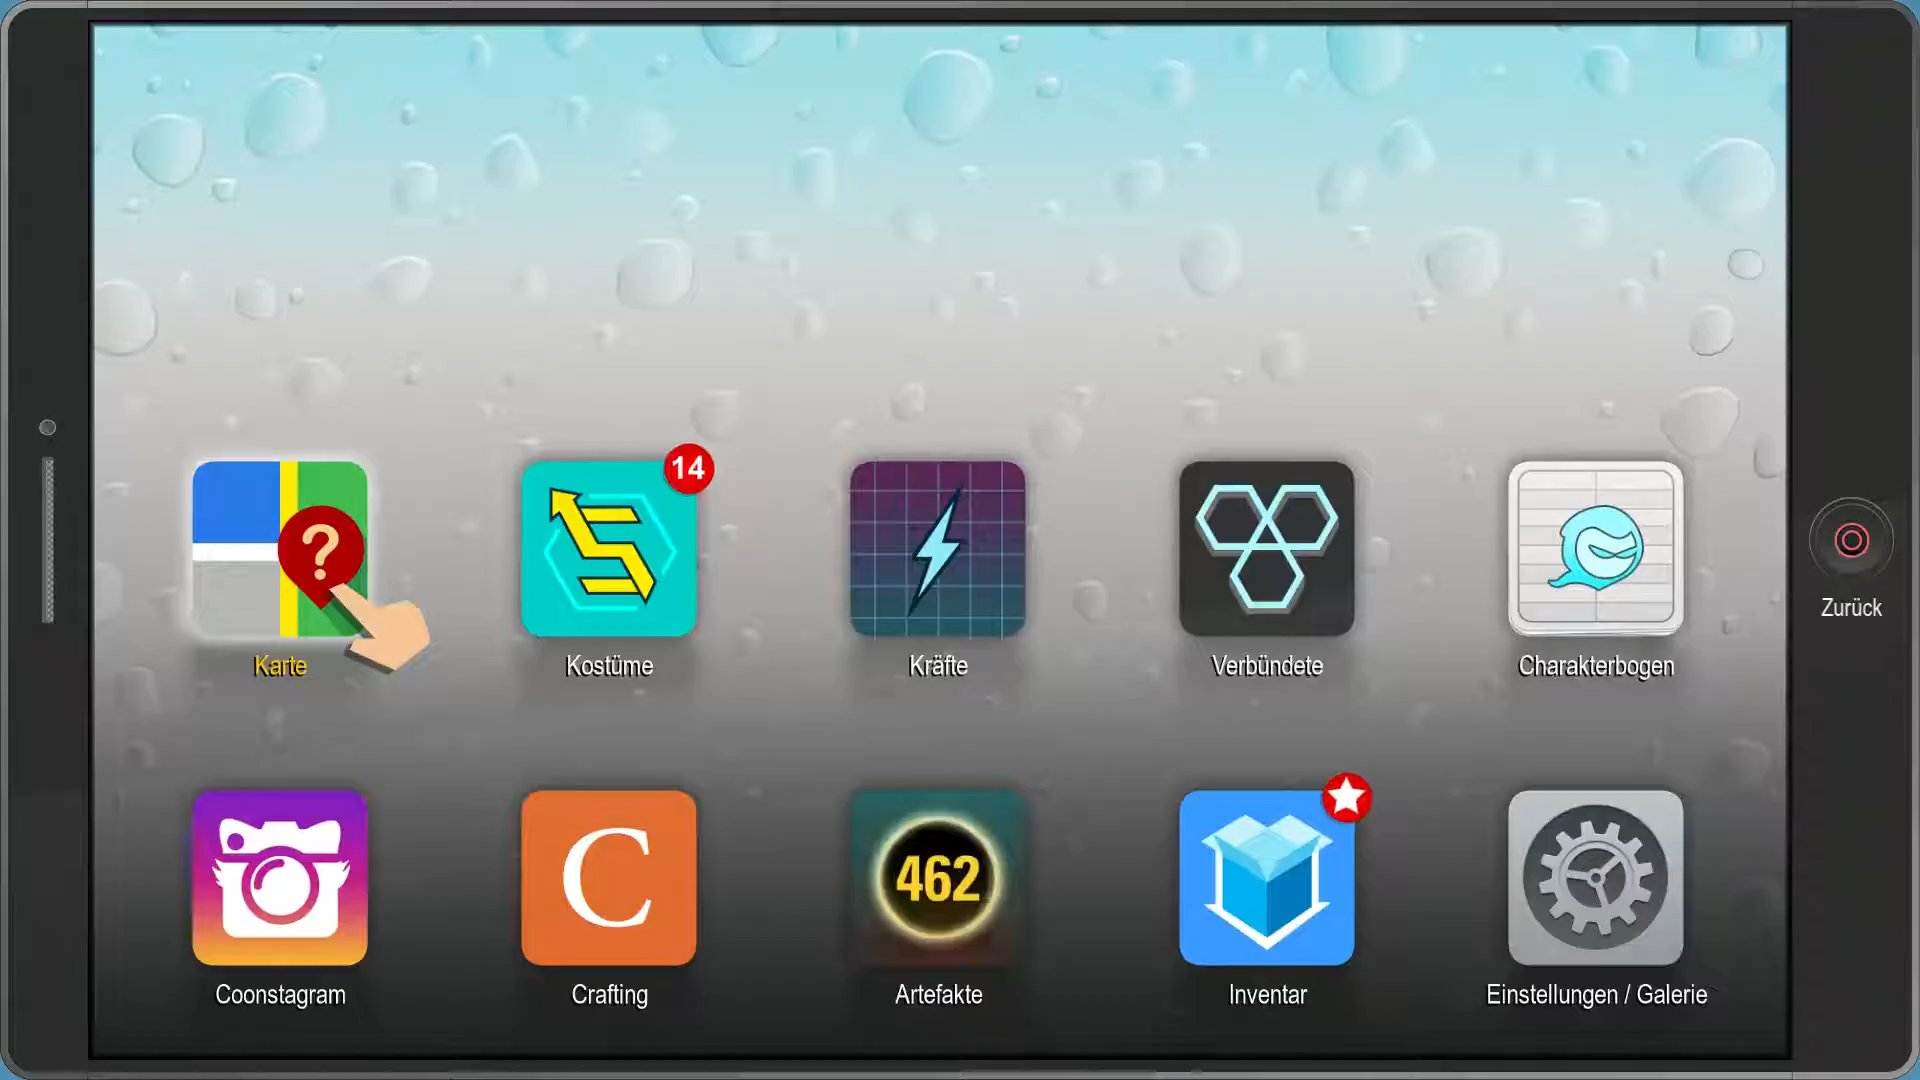 14
?
Karte
Kostüme
Kräfte
Verbündete
Charakterbogen
Zurück
C
462
Coonstagram
Crafting
Artefakte
Inventar
Einstellungen / Galerie